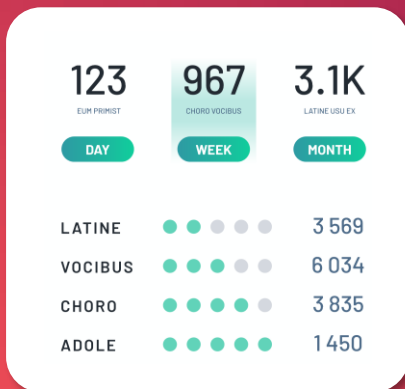 123 967 3.1K
EUM PRIMIST CHORO VOCIBUS LATINE USU EX
DAY WEEK MONTH
LATINE 3 569
VOCIBUS 6 034
CHORO 3 835
ADOLE 1 450